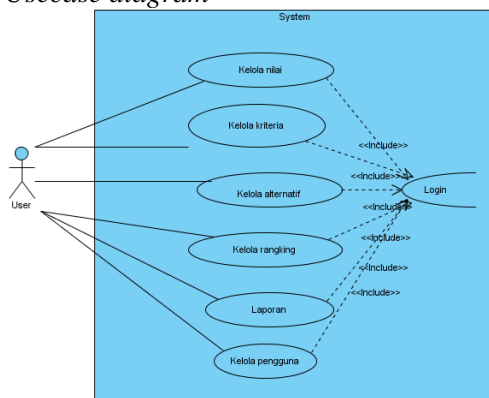 Usecase diagram
System
Kelola nilai
Kelola kriteria
<<Include>>
<<Include>>
Login
Kelola alternatif
User
<<Include>>
<<Include>>
Kelola rangking
<<Include>>
<<Include>>
Laporan
Kelola pengguna